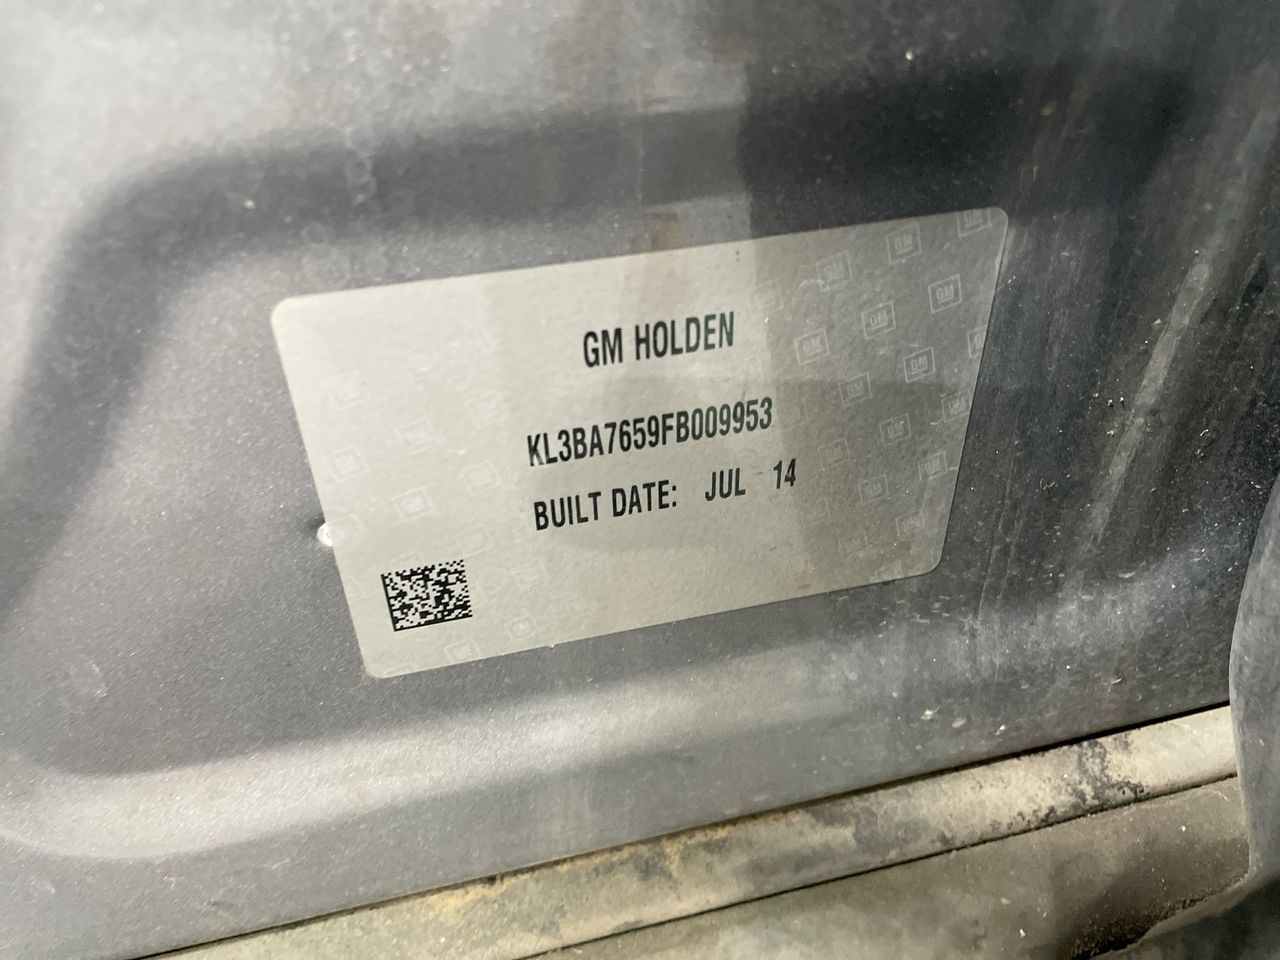 GM HOLDEN
KL3BA7659FB009953
BUILT DATE: JUL 14